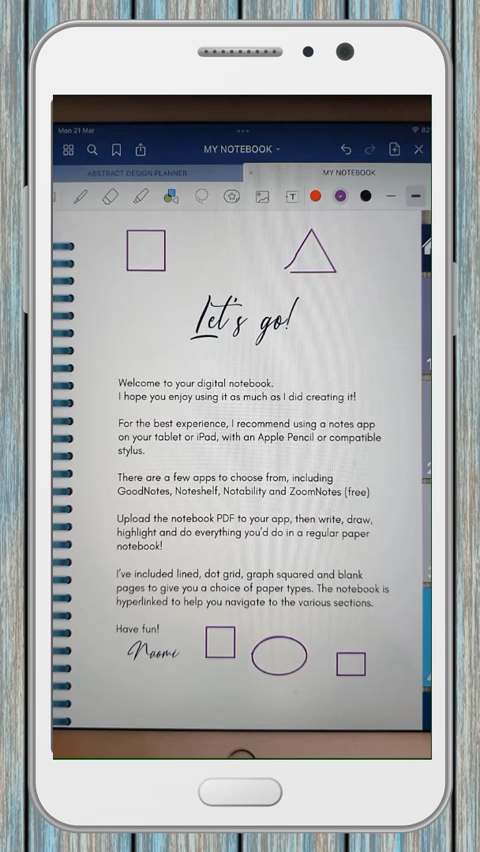 Mon 21 Mar
MY NOTEBOOK
ABSTRACT DESIGN PLANNER
MY NOTEBOOK
Let's go!
Welcome to your digital notebook.
I hope you enjoy using it as much as I did creating it!
For the best experience, I recommend using a notes app
on your tablet or iPad, with an Apple Pencil or compatible
stylus.
There are a few apps to choose from, including
GoodNotes, Noteshelf, Notability and ZoomNotes (free)
Upload the notebook PDF to your app, then write, draw,
highlight and do everything you'd do in a regular paper
notebook!
I've included lined, dot grid, graph squared and blank
pages to give you a choice of paper types. The notebook is
hyperlinked to help you navigate to the various sections.
Have fun!
Naomi